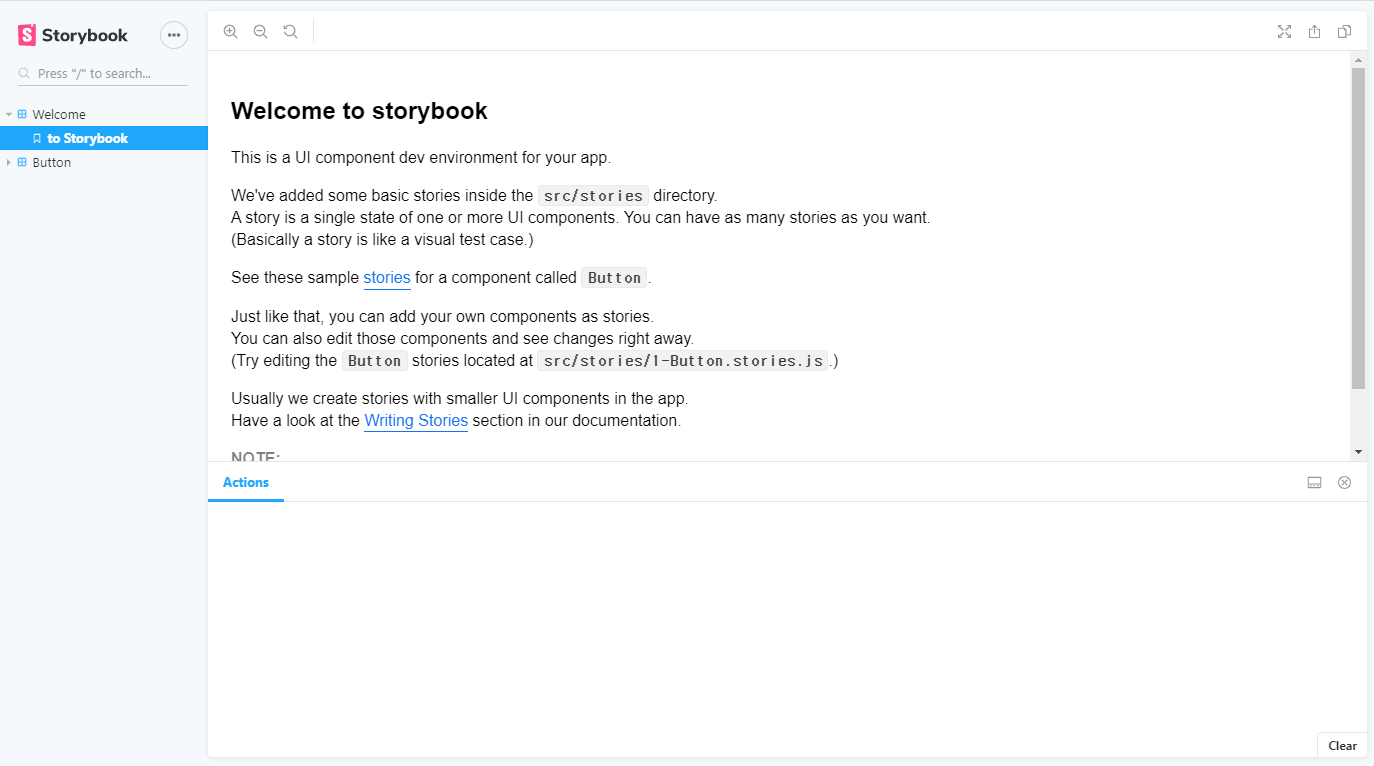 Storybook
Press "/" to search...
Welcome
to Storybook
Button
Welcome to storybook
This is a UI component dev environment for your app.
We've added some basic stories inside the src/stories directory.
A story is a single state of one or more UI components. You can have as many stories as you want.
(Basically a story is like a visual test case.)
See these sample stories for a component called Button.
Just like that, you can add your own components as stories.
You can also edit those components and see changes right away.
(Try editing the Button stories located at src/stories/1-Button.stories.js.)
Usually we create stories with smaller UI components in the app.
Have a look at the Writing Stories section in our documentation.
NOTE:
Actions
Clear